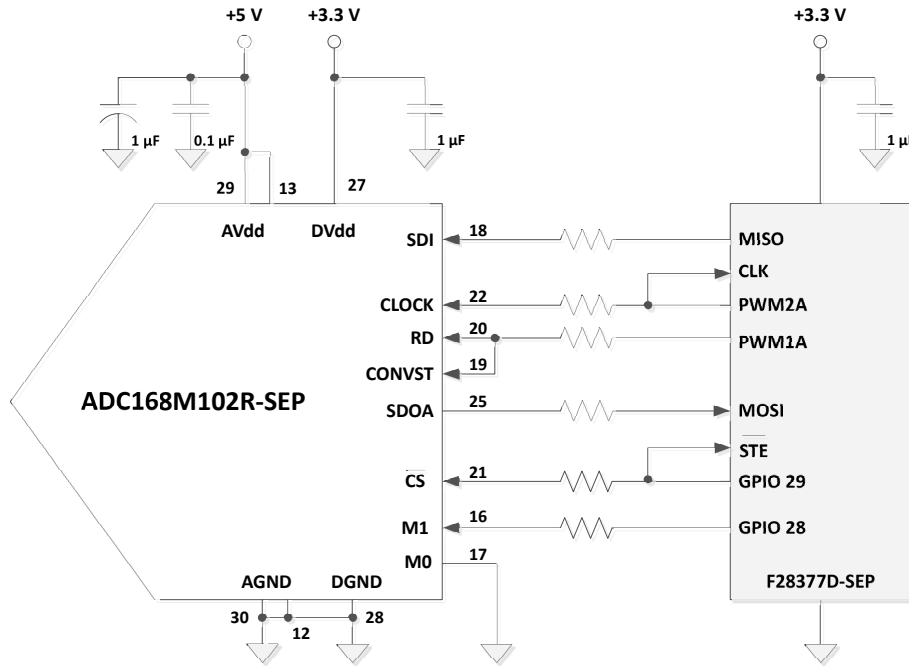 +5 V
+3.3 V
+3.3 V
1 µF
0.1 µF
1 µF
1 µF
29
13
27
AVdd
DVdd
SDI
18
MISO
CLK
CLOCK
22
PWM2A
RD
20
PWM1A
CONVST
19
ADC168M102R-SEP
SDOA
25
MOSI
STE
CS
21
GPIO 29
M1
16
GPIO 28
M0
17
AGND
DGND
F28377D-SEP
30
12
28